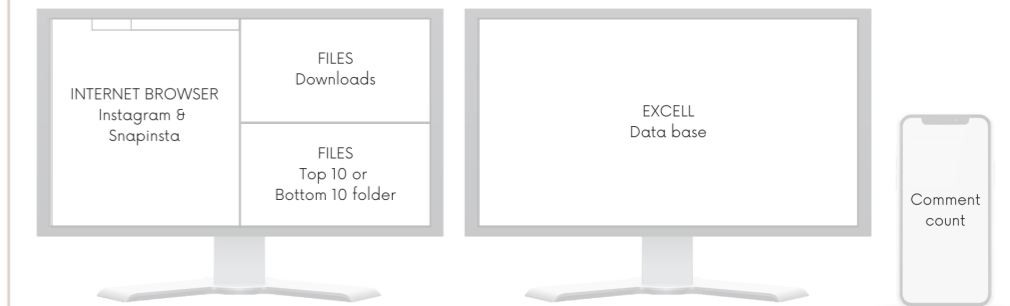 INTERNET BROWSER
Instagram &
Snapinsta
FILES
Downloads
FILES
Top 10 or
Bottom 10 folder
EXCELL
Data base
Comment
count